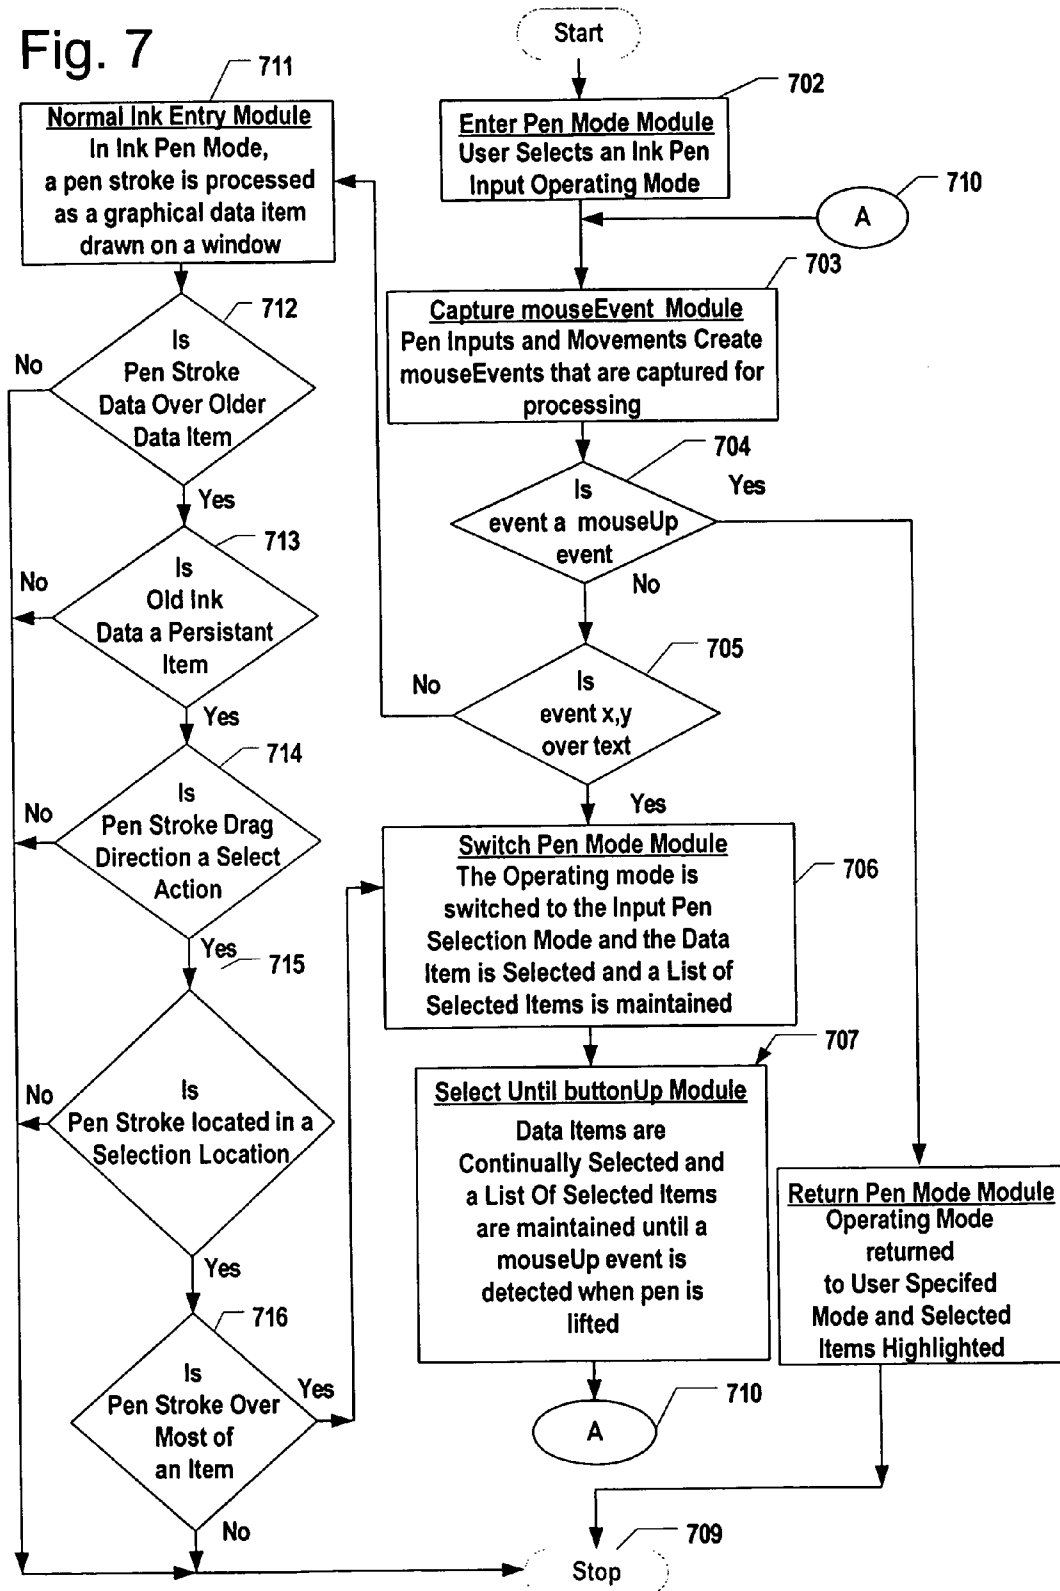 Fig. 7
Start
702
Enter Pen Mode Module
User Selects an Ink Pen
Input Operating Mode
710
A
703
Capture mouseEvent Module
Pen Inputs and Movements Create
mouseEvents that are captured for
processing
704
Is
event a mouseUp
event
Yes
No
705
Is
event x,y
over text
No
Yes
Switch Pen Mode Module
The Operating mode is
switched to the Input Pen
Selection Mode and the Data
Item is Selected and a List of
Selected Items is maintained
706
707
Select Until buttonUp Module
Data Items are
Continually Selected and
a List Of Selected Items
are maintained until a
mouseUp event is
detected when pen is
lifted
710
A
Return Pen Mode Module
Operating Mode
returned
to User Specifed
Mode and Selected
Items Highlighted
709
Stop
711
Normal Ink Entry Module
In Ink Pen Mode,
a pen stroke is processed
as a graphical data item
drawn on a window
712
Is
Pen Stroke
Data Over Older
Data Item
No
Yes
713
Is
Old Ink
Data a Persistant
Item
No
Yes
714
Is
Pen Stroke Drag
Direction a Select
Action
No
Yes
715
Is
Pen Stroke located in a
Selection Location
No
Yes
716
Is
Pen Stroke Over
Most of
an Item
Yes
No